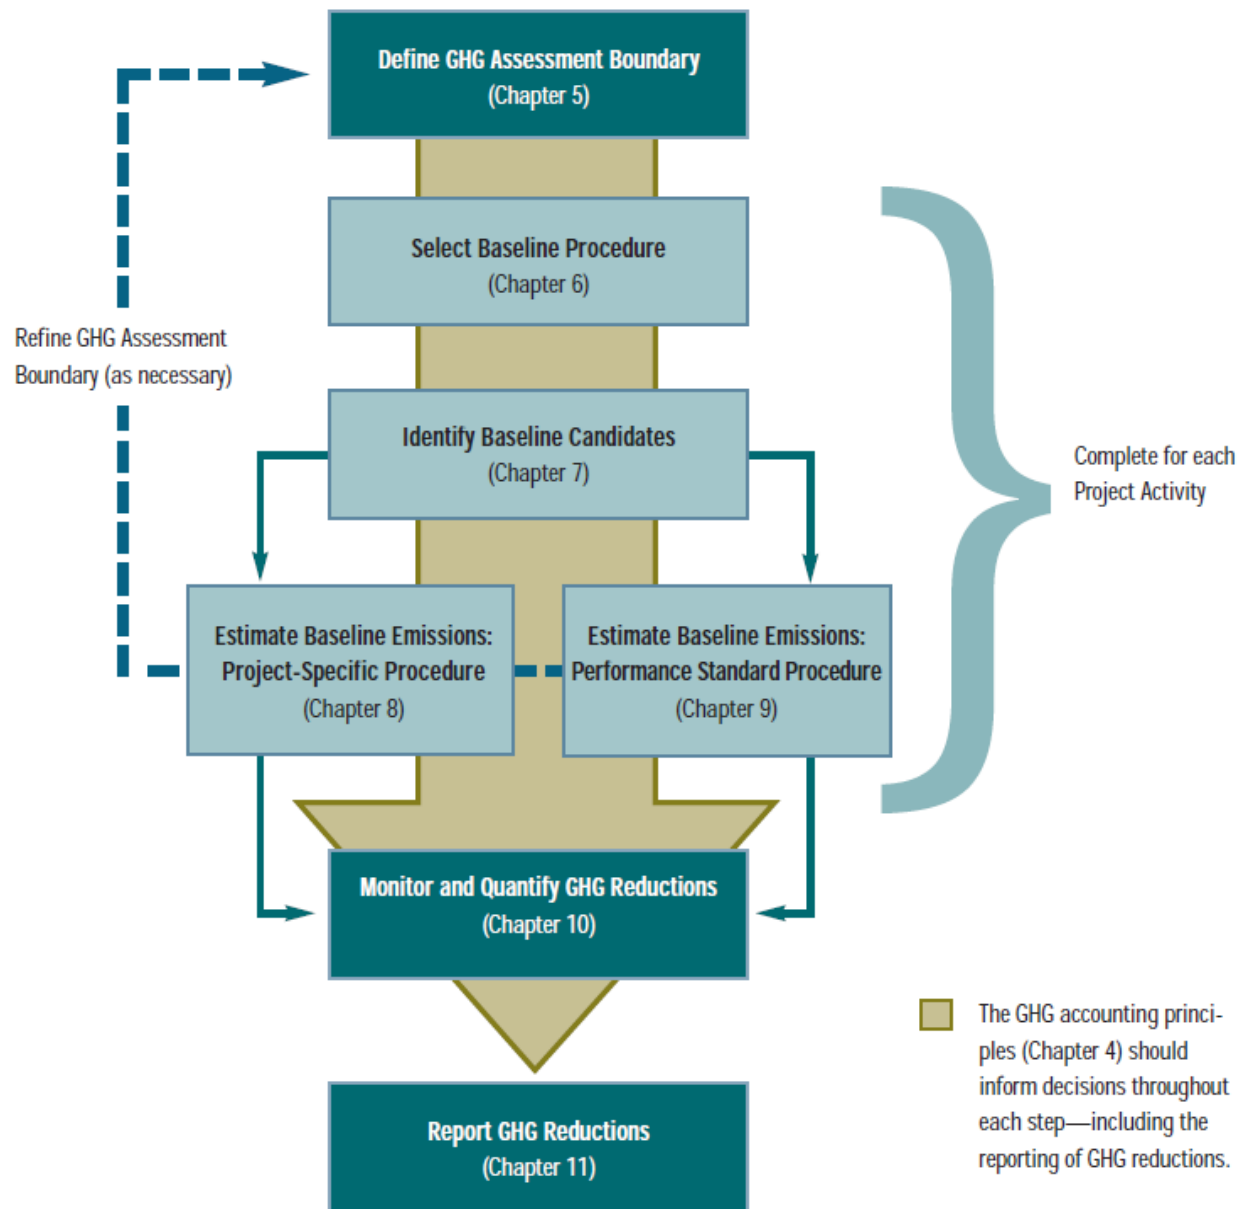 Define GHG Assessment Boundary
(Chapter 5)
Select Baseline Procedure
(Chapter 6)
Refine GHG Assessment
Boundary (as necessary)
Identify Baseline Candidates
(Chapter 7)
Complete for each
Project Activity
Estimate Baseline Emissions:
Project-Specific Procedure
(Chapter 8)
Estimate Baseline Emissions:
Performance Standard Procedure
(Chapter 9)
Monitor and Quantify GHG Reductions
(Chapter 10)
The GHG accounting princi-
ples (Chapter 4) should
inform decisions throughout
each step—including the
reporting of GHG reductions.
Report GHG Reductions
(Chapter 11)